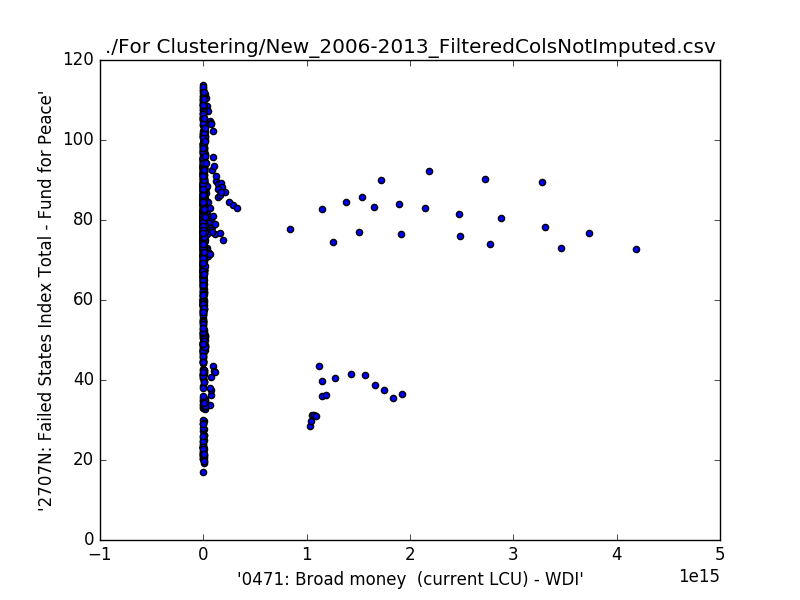 ./For Clustering/New_2006-2013_FilteredColsNotImputed.csv
'2707N: Failed States Index Total - Fund for Peace'
120
100
80
60
40
20
0
−1 0 1 2 3 4 5
1e15
'0471: Broad money  (current LCU) - WDI'